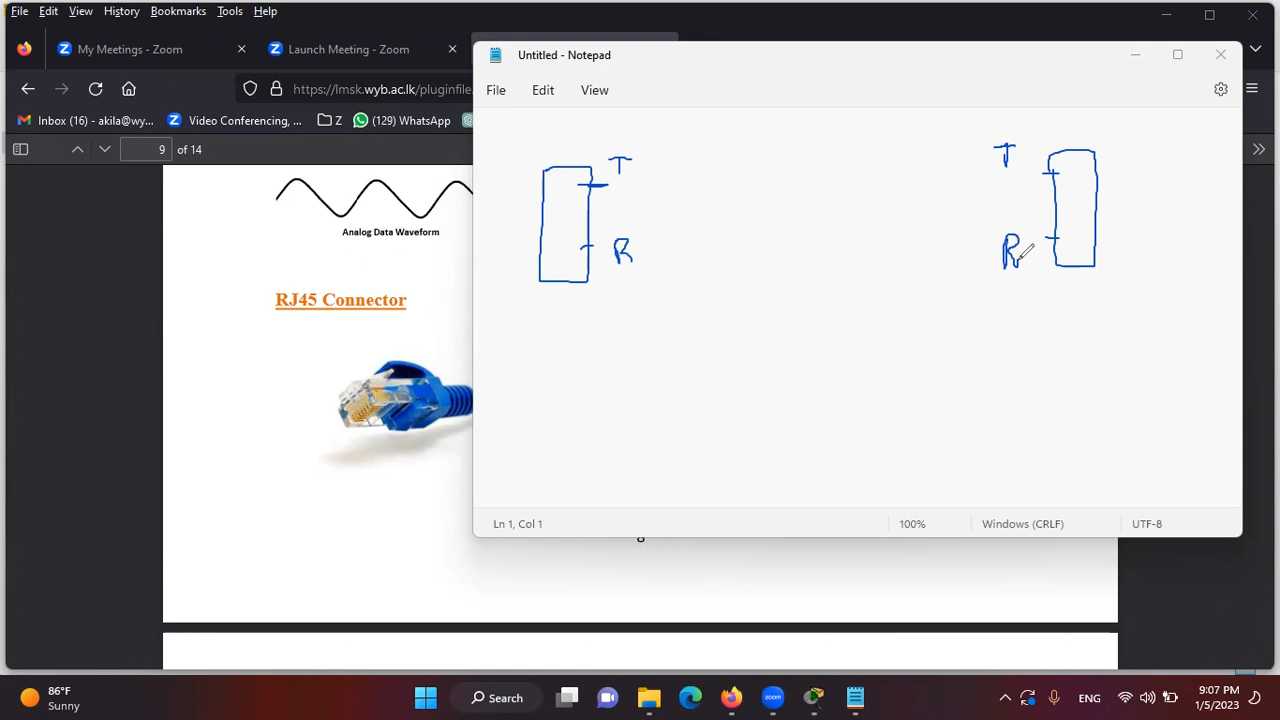 File Edit View History Bookmarks Tools Help
My Meetings - Zoom
Launch Meeting - Zoom
https://lmsk.wyb.ac.lk/pluginfile.
Inbox (16) - akila@wy...
Video Conferencing, ...
Z
(129) WhatsApp
9 of 14
Untitled - Notepad
File Edit View
T
R
T
R
Analog Data Waveform
RJ45 Connector
Ln 1, Col 1
100%
Windows (CRLF)
UTF-8
86°F
Sunny
Search
zoom
ENG
9:07 PM
1/5/2023